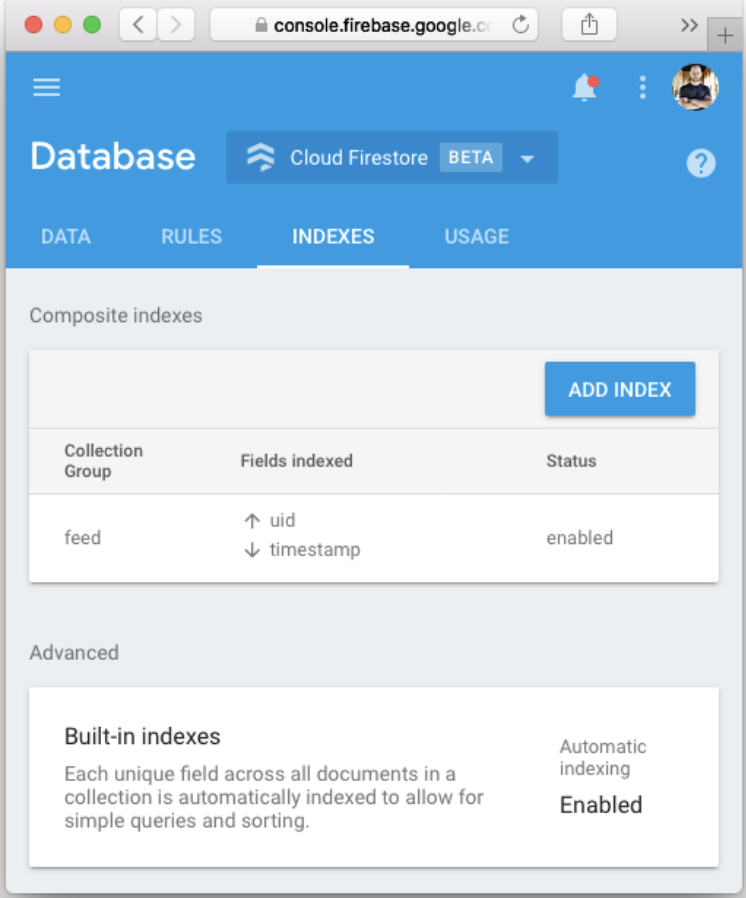 console.firebase.google.c
Database
Cloud Firestore BETA
DATA RULES INDEXES USAGE
Composite indexes
ADD INDEX
Collection
Group
Fields indexed
Status
feed
uid
timestamp
enabled
Advanced
Built-in indexes
Each unique field across all documents in a
collection is automatically indexed to allow for
simple queries and sorting.
Automatic
indexing
Enabled